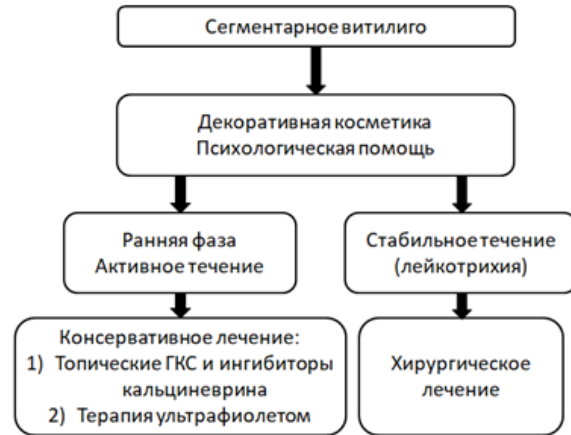 Сегментарное витилиго
Декоративная косметика
Психологическая помощь
Ранняя фаза
Активное течение
Стабильное течение
(лейкотрихия)
Консервативное лечение:
1) Топические ГКС и ингибиторы
кальциневрина
2) Терапия ультрафиолетом
Хирургическое
лечение